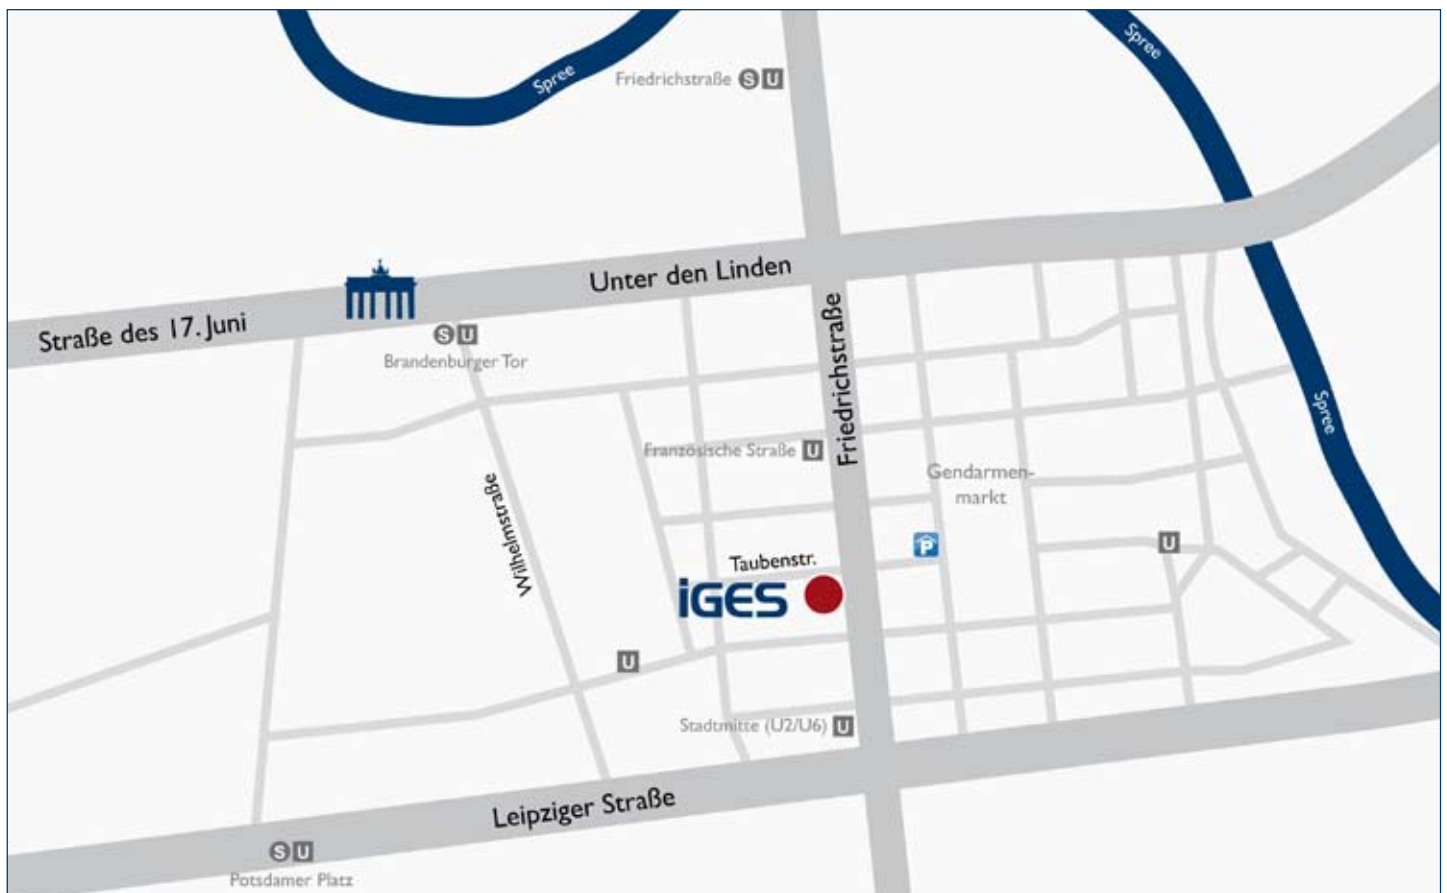 Spree
Spree
Friedrichstraße S U
Unter den Linden
Straße des 17. Juni
S U
Brandenburger Tor
Friedrichstraße
Spree
Französische Straße U
Gendarmen-
markt
Wilhelmstraße
P
U
Taubenstr.
iGES
U
Stadtmitte (U2/U6) U
Leipziger Straße
S U
Potsdamer Platz